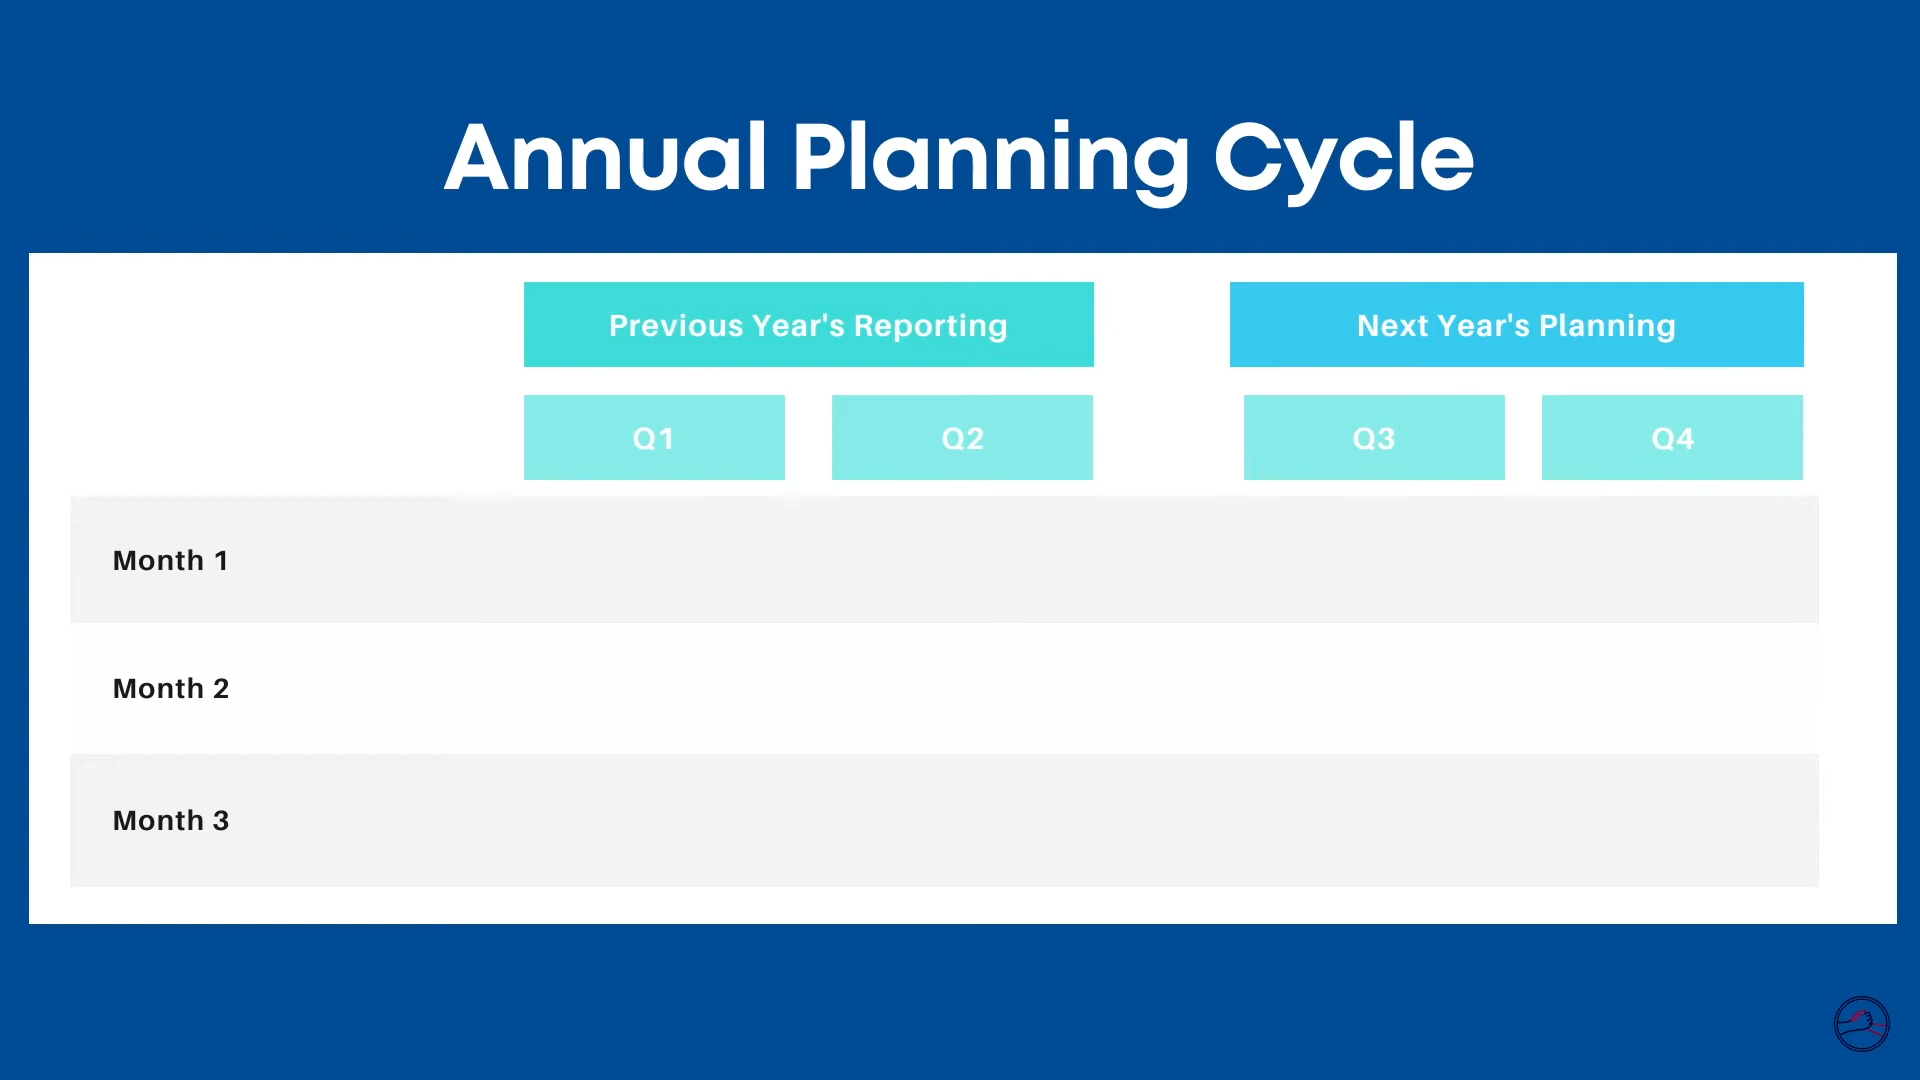 Annual Planning Cycle
Previous Year's Reporting
Next Year's Planning
Q1
Q2
Q3
Q4
Month 1
Month 2
Month 3